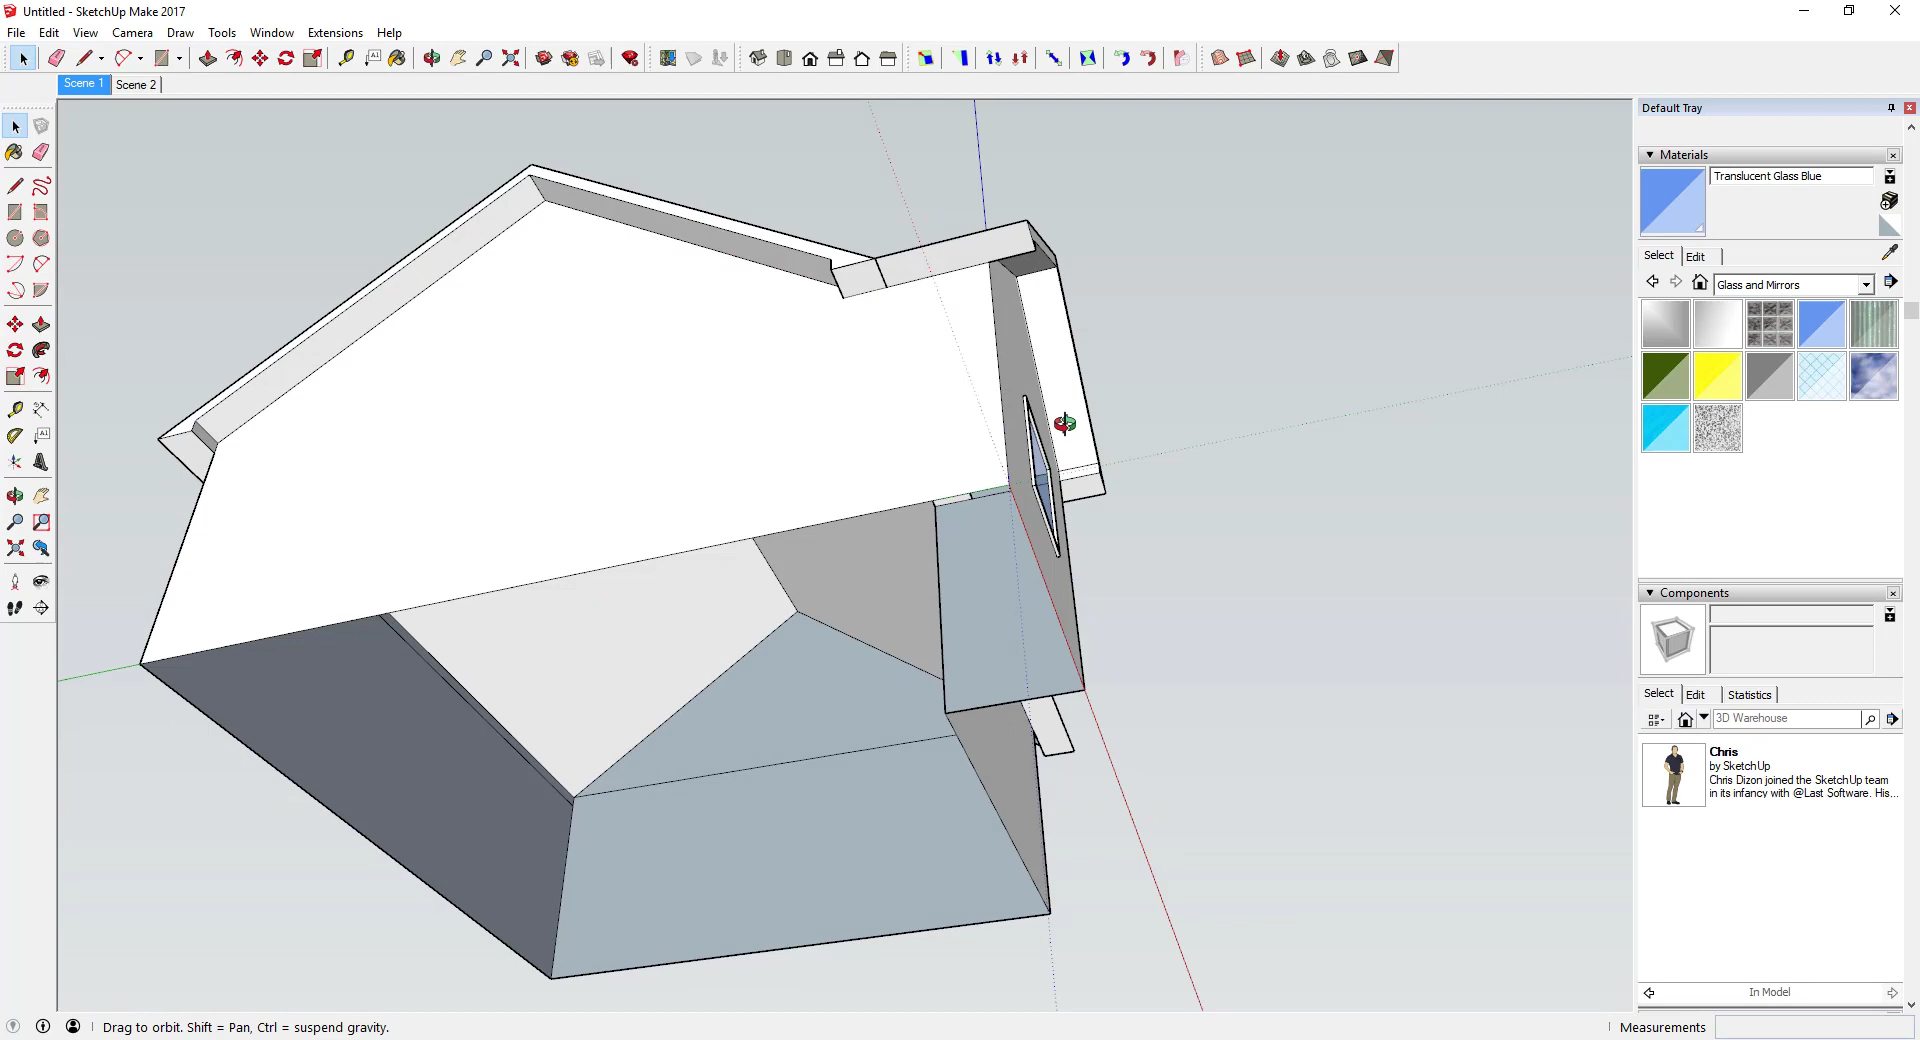 Untitled - SketchUp Make 2017
File Edit View Camera Draw Tools Window Extensions Help
Scene 1 Scene 2
Default Tray
Materials
Translucent Glass Blue
Select Edit
Glass and Mirrors
Components
Select Edit Statistics
3D Warehouse
Chris
by SketchUp
Chris Dizon joined the SketchUp team
in its infancy with @Last Software. His...
In Model
Drag to orbit. Shift = Pan, Ctrl = suspend gravity.
Measurements